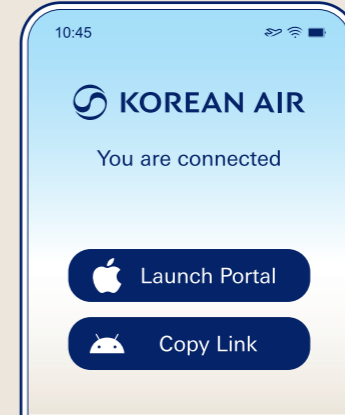 10:45
KOREAN AIR
You are connected
Launch Portal
Copy Link